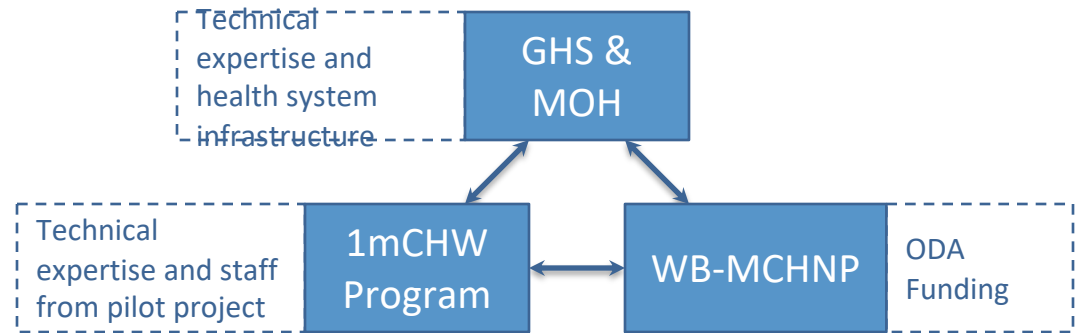 Technical
expertise and
health system
infrastructure
GHS &
MOH
Technical
expertise and staff
from pilot project
1mCHW
Program
WB-MCHNP
ODA
Funding